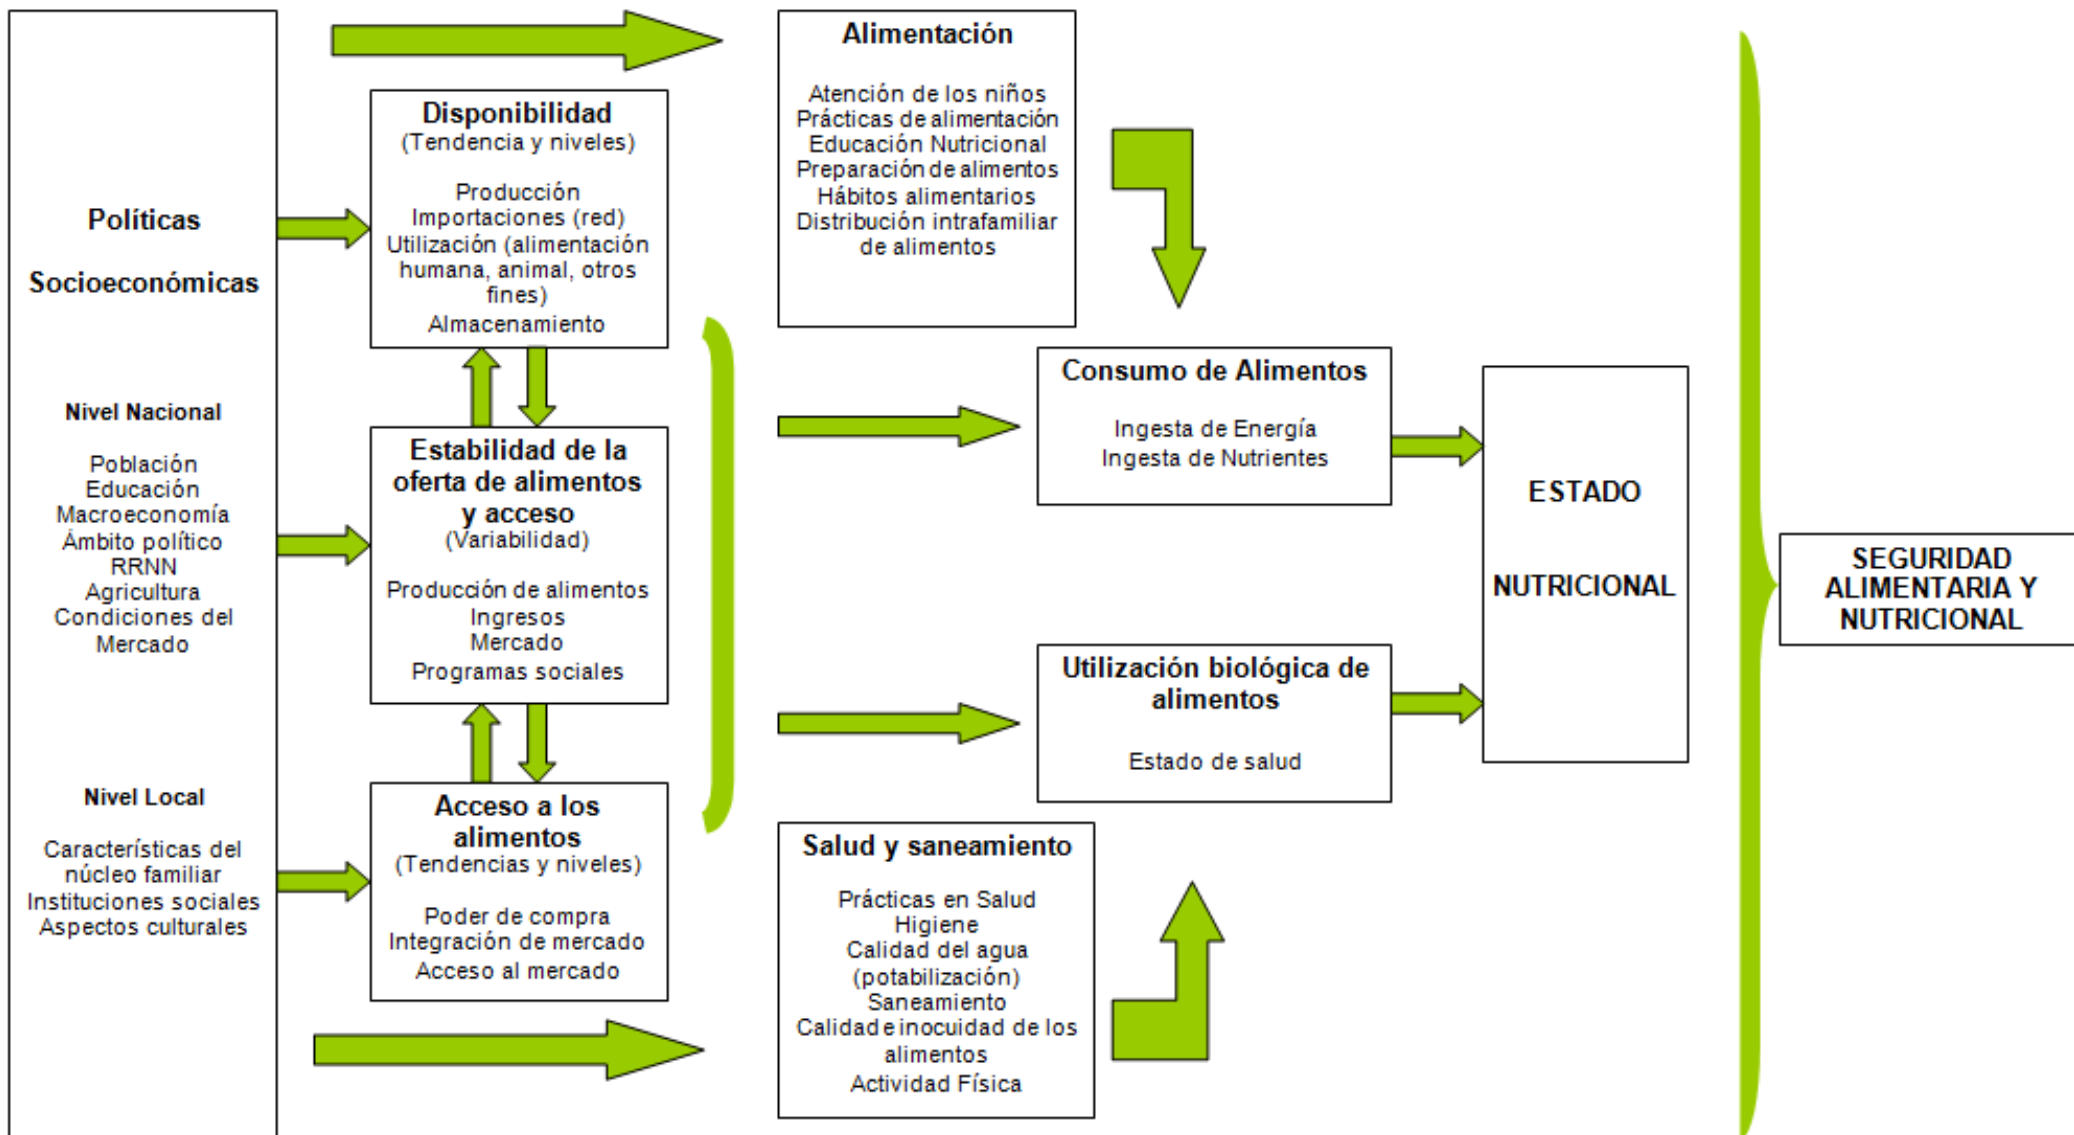 Políticas
Socioeconómicas
Nivel Nacional
Población
Educación
Macroeconomía
Ámbito político
RRNN
Agricultura
Condiciones del
Mercado
Nivel Local
Características del
núcleo familiar
Instituciones sociales
Aspectos culturales
Disponibilidad
(Tendencia y niveles)
Producción
Importaciones (red)
Utilización (alimentación
humana, animal, otros
fines)
Almacenamiento
Estabilidad de la
oferta de alimentos
y acceso
(Variabilidad)
Producción de alimentos
Ingresos
Mercado
Programas sociales
Acceso a los
alimentos
(Tendencias y niveles)
Poder de compra
Integración de mercado
Acceso al mercado
Alimentación
Atención de los niños
Prácticas de alimentación
Educación Nutricional
Preparación de alimentos
Hábitos alimentarios
Distribución intrafamiliar
de alimentos
Consumo de Alimentos
Ingesta de Energía
Ingesta de Nutrientes
Utilización biológica de
alimentos
Estado de salud
Salud y saneamiento
Prácticas en Salud
Higiene
Calidad del agua
(potabilización)
Saneamiento
Calidad e inocuidad de los
alimentos
Actividad Física
ESTADO
NUTRICIONAL
SEGURIDAD
ALIMENTARIA Y
NUTRICIONAL